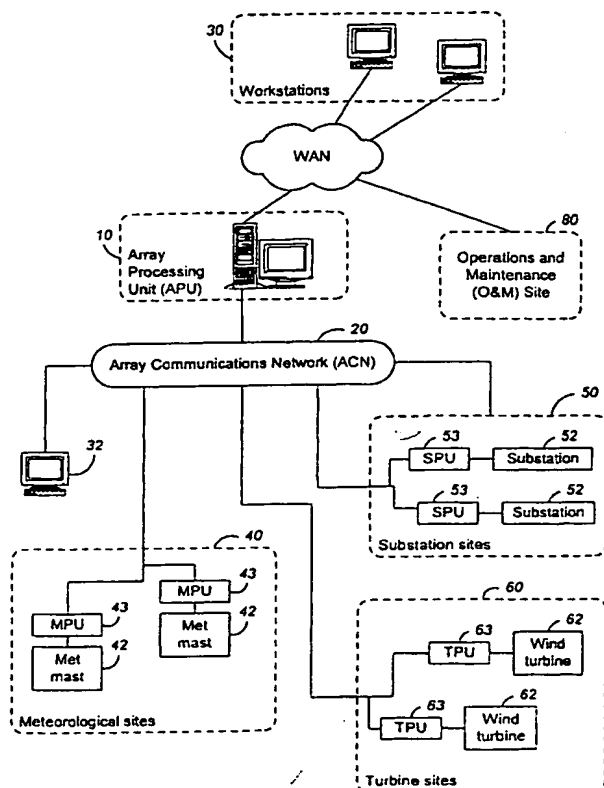 30
Workstations
WAN
10
Array
Processing
Unit (APU)
80
Operations and
Maintenance
(O&M) Site
20
Array Communications Network (ACN)
32
50
53
52
SPU
Substation
53
52
SPU
Substation
Substation sites
40
43
MPU
42
Met
mast
43
MPU
42
Met
mast
Meteorological sites
60
62
63
TPU
Wind
turbine
63
62
TPU
Wind
turbine
Turbine sites